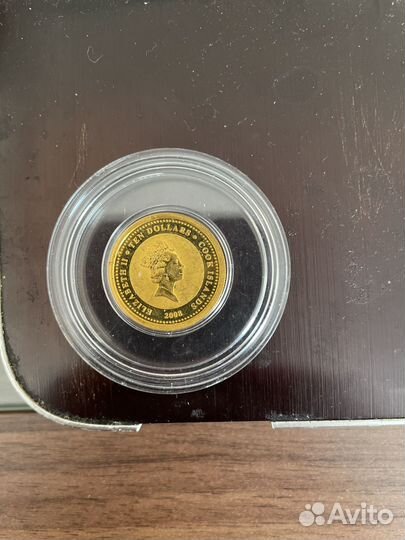 ELIZABETH II • TEN DOLLARS • COOK ISLANDS
2008
Avito